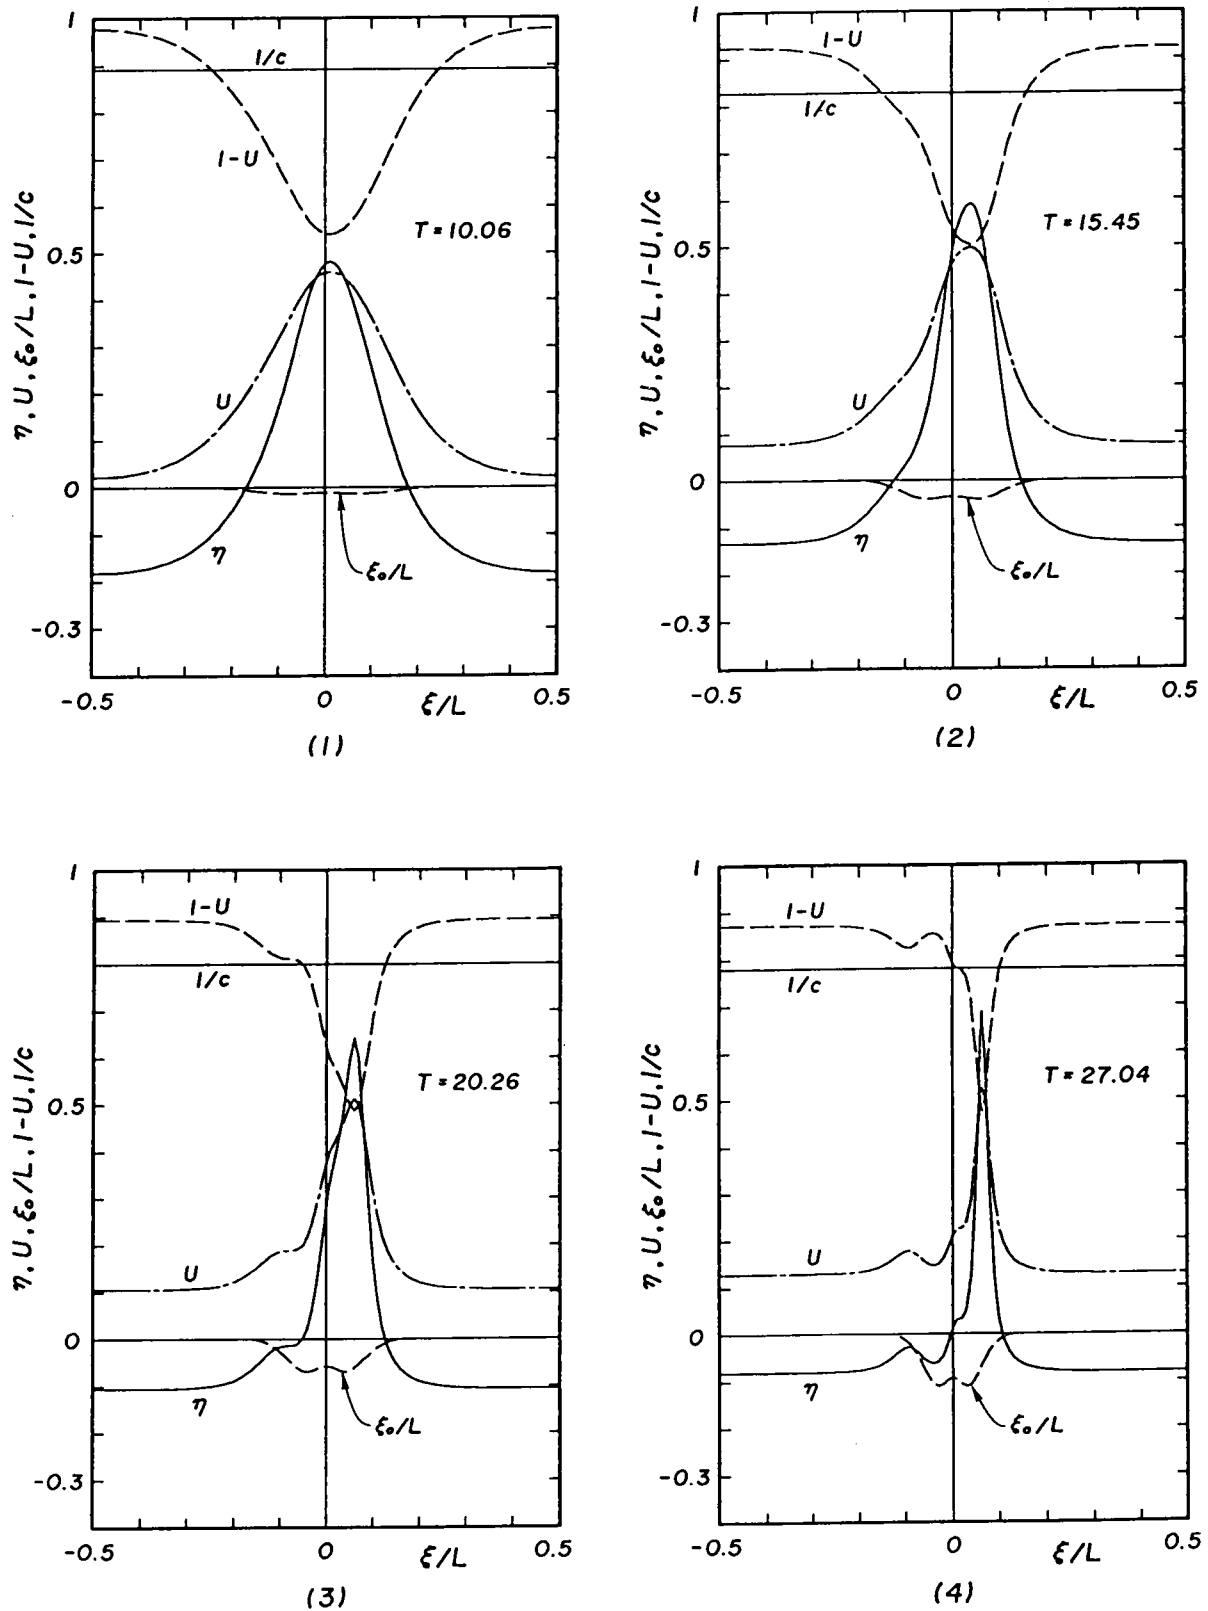 1
1/c
1-U
T = 10.06
0.5
U
0
η
ξ₀/L
-0.3
η, U, ξ₀/L, 1-U, 1/c
-0.5
0
ξ/L
0.5
(1)
1
1-U
1/c
T = 15.45
0.5
U
0
η
ξ₀/L
-0.3
η, U, ξ₀/L, 1-U, 1/c
-0.5
0
ξ/L
0.5
(2)
1
1-U
1/c
T = 20.26
0.5
U
0
η
ξ₀/L
-0.3
η, U, ξ₀/L, 1-U, 1/c
-0.5
0
ξ/L
0.5
(3)
1
1-U
1/c
T = 27.04
0.5
U
0
η
ξ₀/L
-0.3
η, U, ξ₀/L, 1-U, 1/c
-0.5
0
ξ/L
0.5
(4)